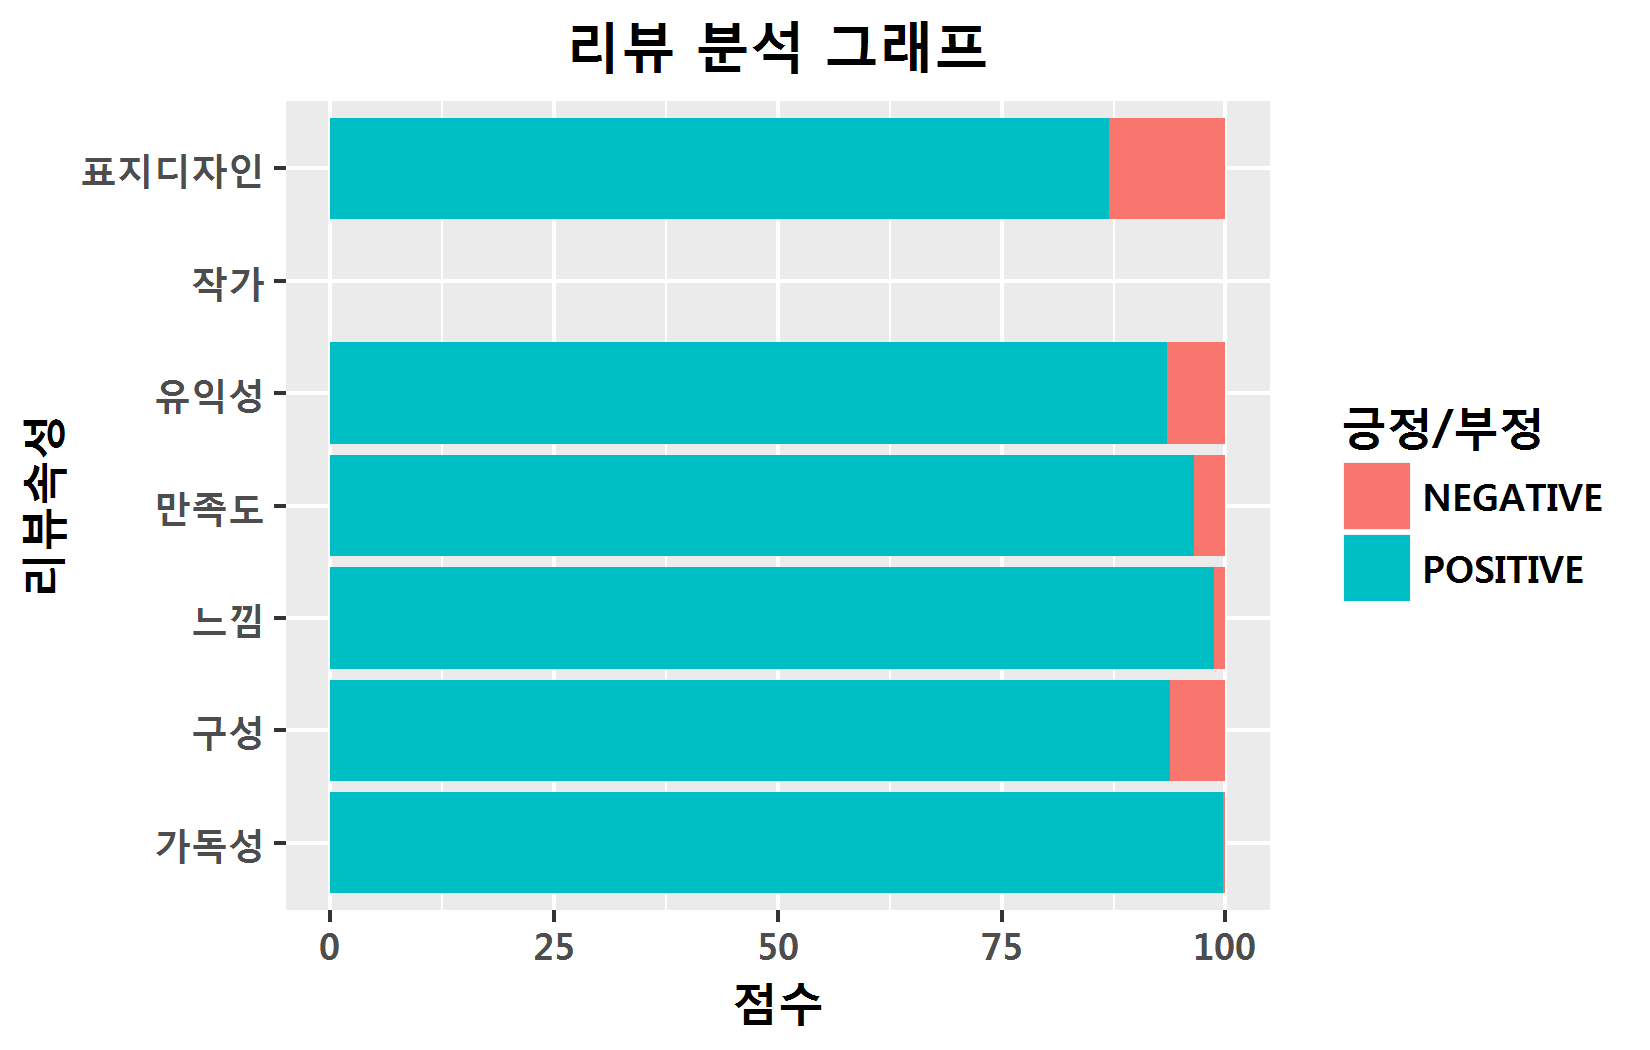 리뷰 분석 그래프
리뷰속성
표지디자인
작가
유익성
만족도
느낌
구성
가독성
0 25 50 75 100
점수
긍정/부정
NEGATIVE
POSITIVE